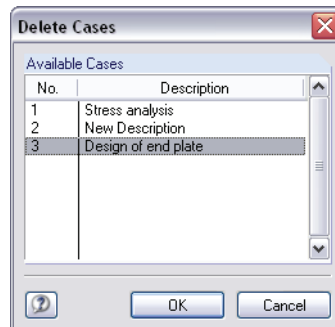 Delete Cases
Available Cases
No. Description
1 Stress analysis
2 New Description
3 Design of end plate
OK Cancel